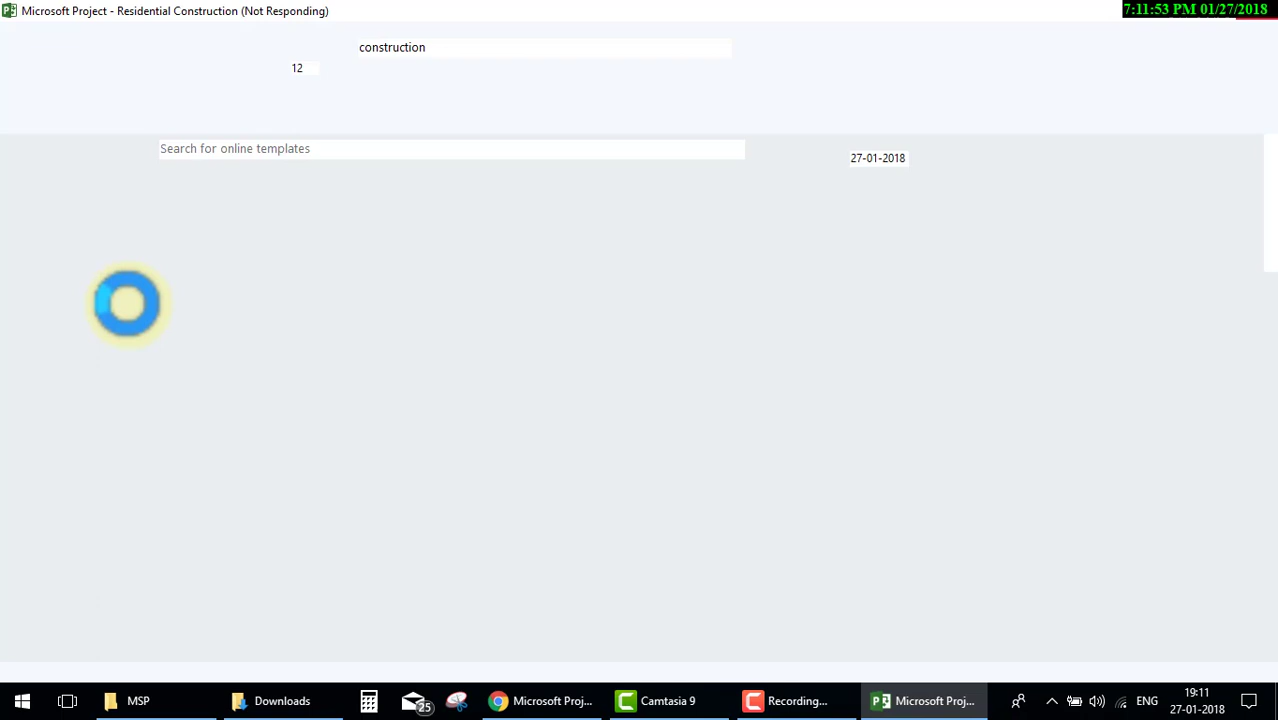 Microsoft Project - Residential Construction (Not Responding)
7:11:53 PM 01/27/2018
construction
12
Search for online templates
27-01-2018
MSP
Downloads
25
Microsoft Proj...
Camtasia 9
Recording...
Microsoft Proj...
ENG
19:11
27-01-2018